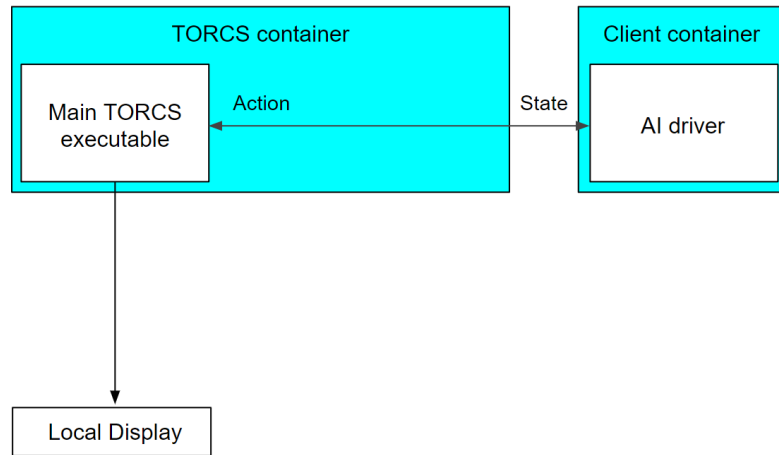 TORCS container
Client container
Main TORCS
executable
Action
State
AI driver
Local Display